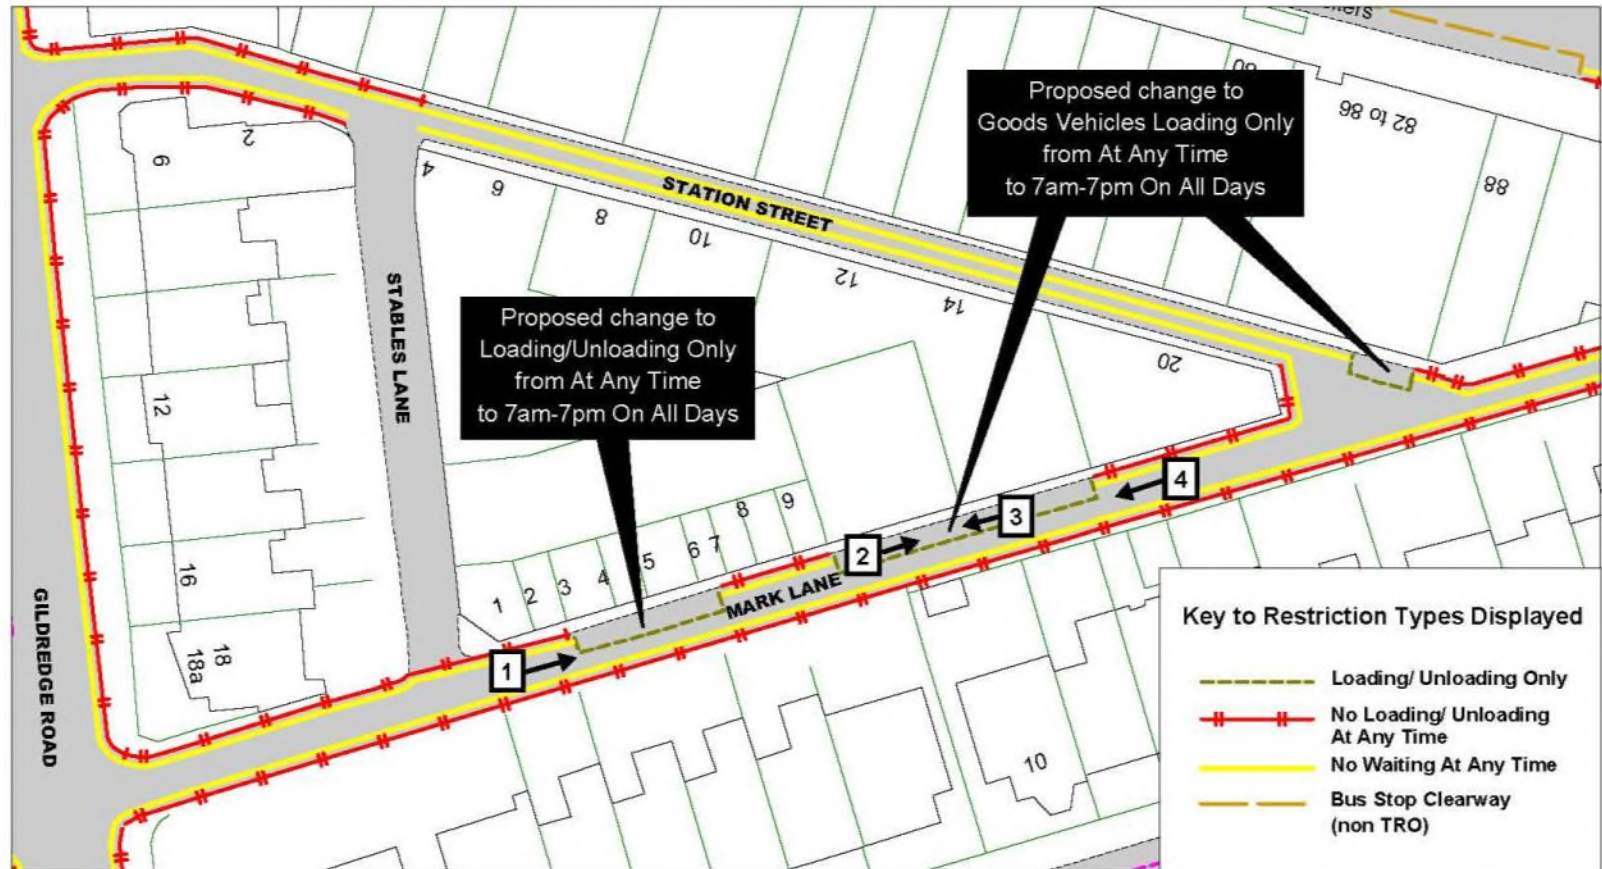 ters
80
82 to 86
88
Proposed change to
Goods Vehicles Loading Only
from At Any Time
to 7am-7pm On All Days
2
6
4
6
8
10
12
14
20
STATION STREET
STABLES LANE
Proposed change to
Loading/Unloading Only
from At Any Time
to 7am-7pm On All Days
12
16
18
18a
1
2
3
4
5
6
7
8
9
GILDREDGE ROAD
MARK LANE
1
2
3
4
10
Key to Restriction Types Displayed
Loading/ Unloading Only
No Loading/ Unloading
At Any Time
No Waiting At Any Time
Bus Stop Clearway
(non TRO)